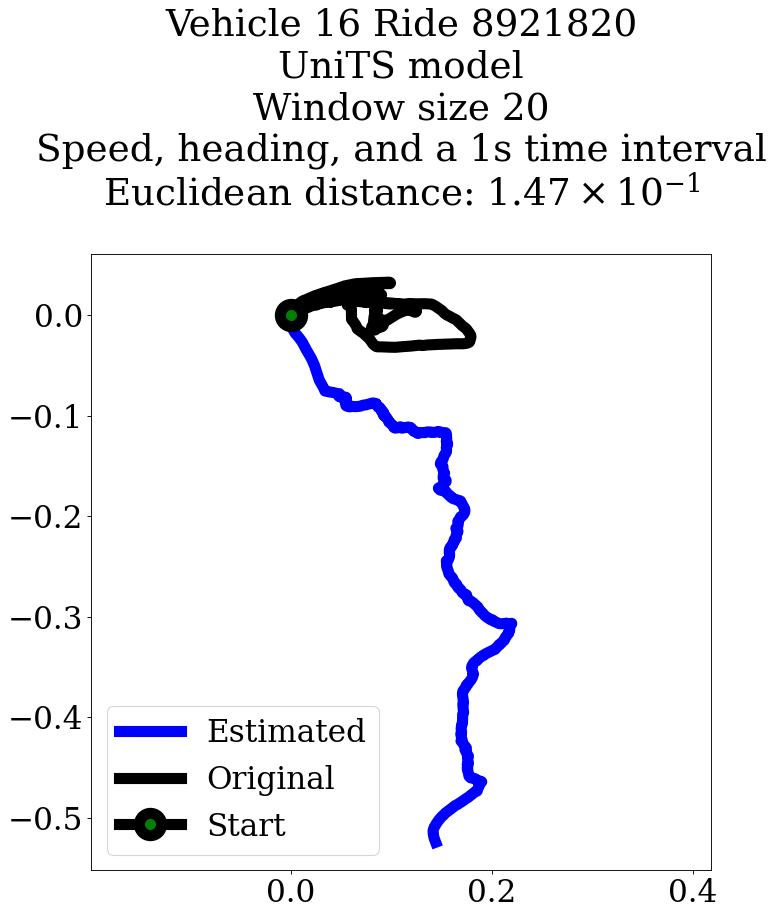 Vehicle 16 Ride 8921820
UniTS model
Window size 20
Speed, heading, and a 1s time interval
Euclidean distance: 1.47 × 10⁻¹
0.0
−0.1
−0.2
−0.3
−0.4
−0.5
Estimated
Original
Start
0.0 0.2 0.4